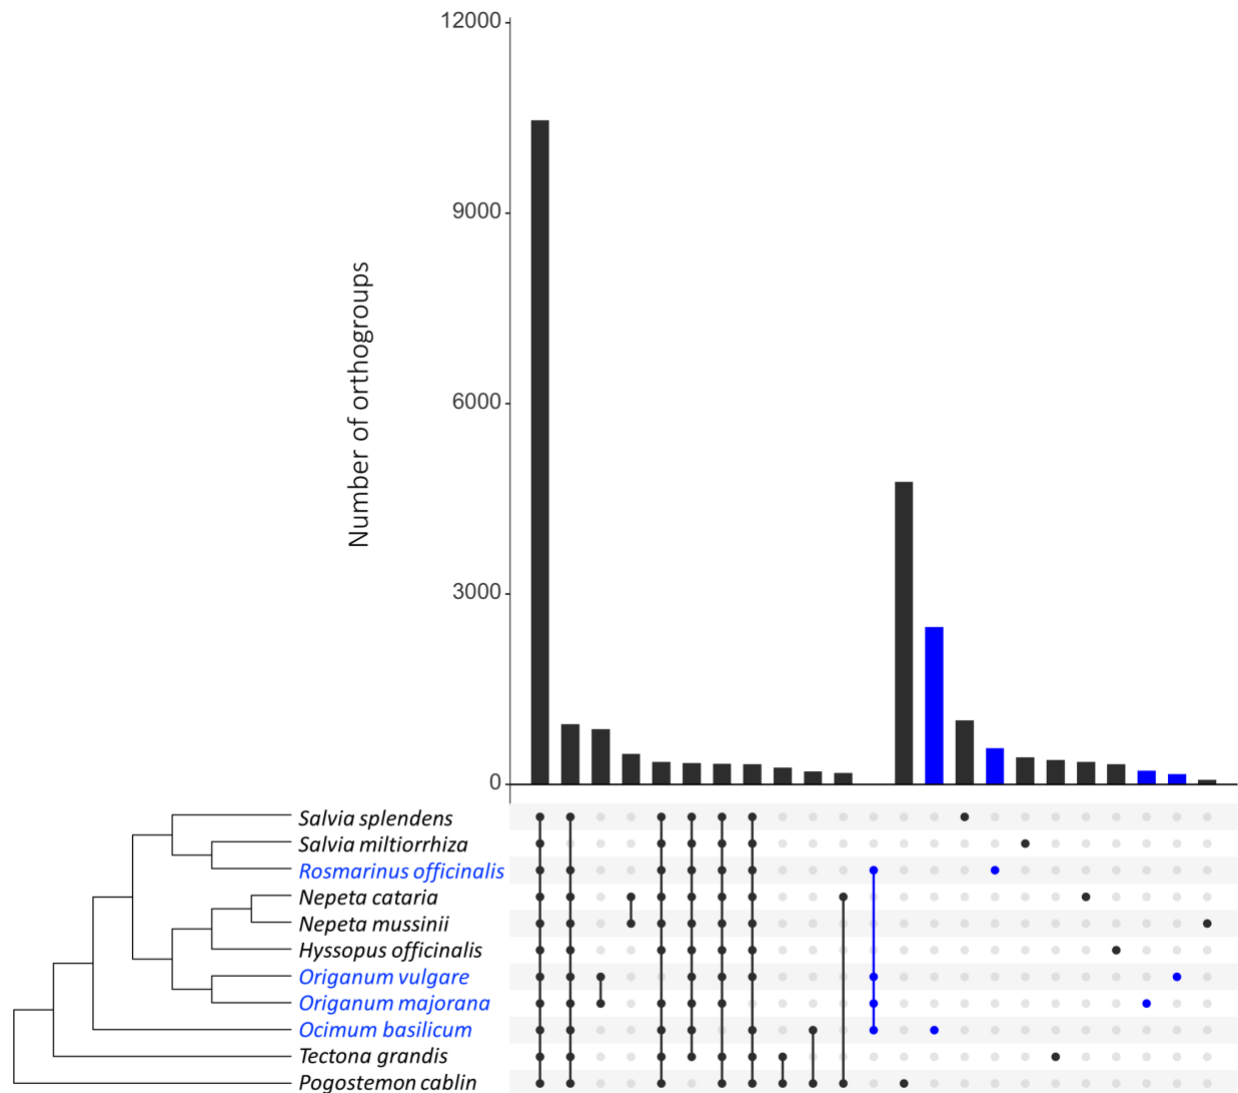 12000
9000
6000
3000
0
Number of orthogroups
Salvia splendens
Salvia miltiorrhiza
Rosmarinus officinalis
Nepeta cataria
Nepeta mussinii
Hyssopus officinalis
Origanum vulgare
Origanum majorana
Ocimum basilicum
Tectona grandis
Pogostemon cablin